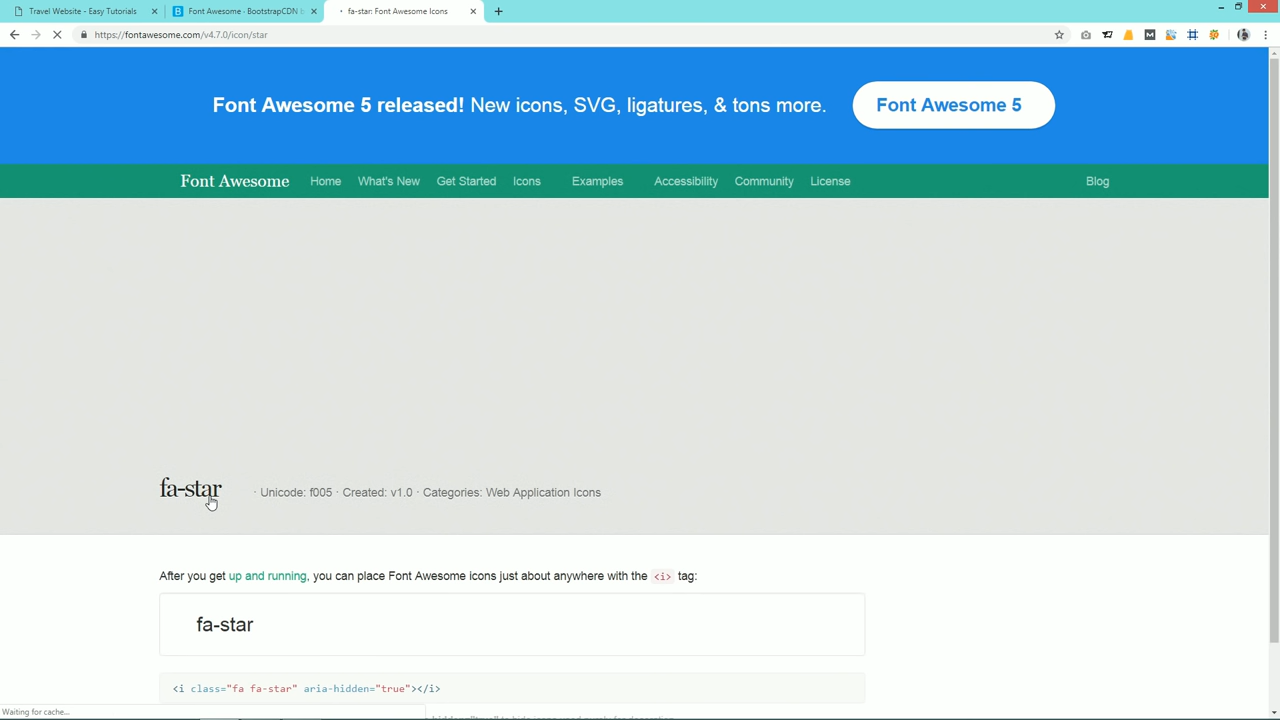 Travel Website - Easy Tutorials
Font Awesome · BootstrapCDN b
fa-star: Font Awesome Icons
https://fontawesome.com/v4.7.0/icon/star
Font Awesome 5 released! New icons, SVG, ligatures, & tons more.
Font Awesome 5
Font Awesome Home What's New Get Started Icons Examples Accessibility Community License Blog
fa-star · Unicode: f005 · Created: v1.0 · Categories: Web Application Icons
After you get up and running, you can place Font Awesome icons just about anywhere with the <i> tag:
fa-star
<i class="fa fa-star" aria-hidden="true"></i>
Waiting for cache...